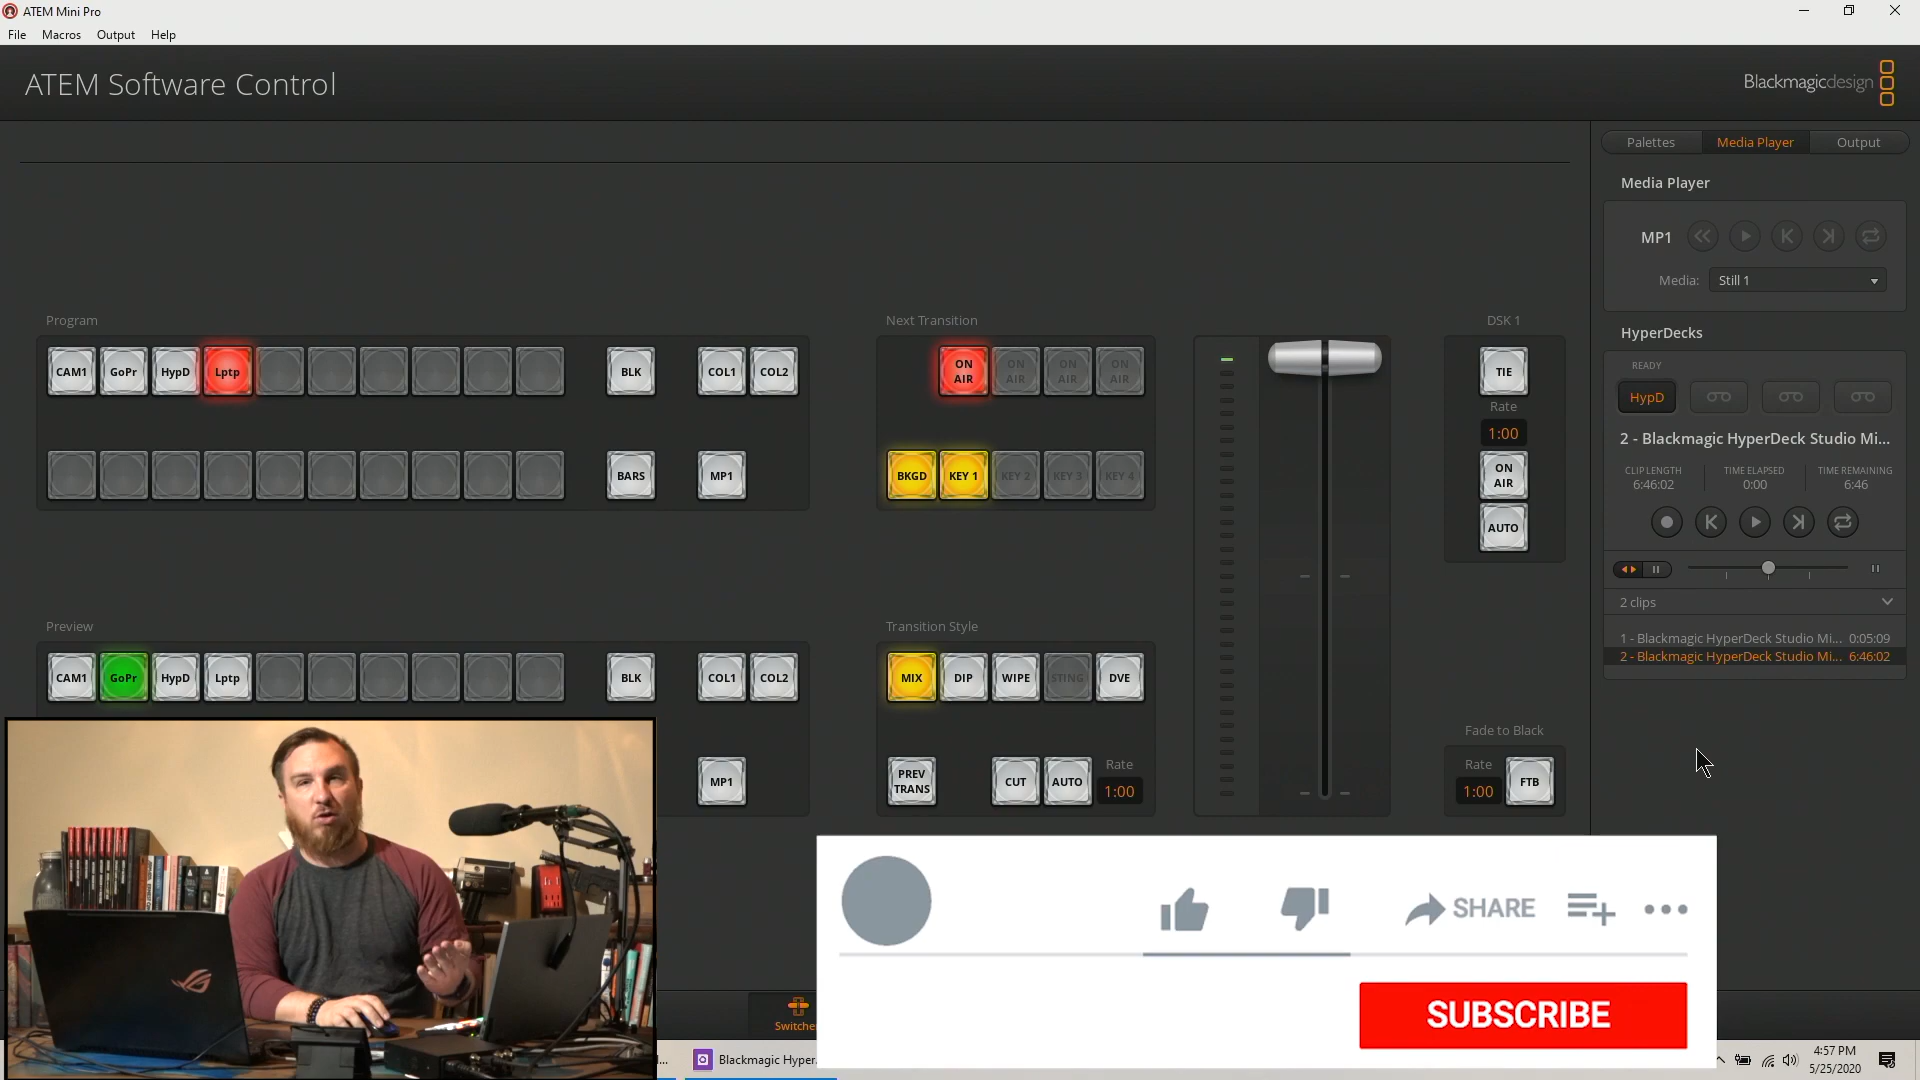 ATEM Mini Pro
File Macros Output Help
ATEM Software Control
Blackmagicdesign
Palettes Media Player Output
Media Player
MP1
Media: Still 1
Program
CAM1 GoPr HypD Lptp BLK COL1 COL2
BARS MP1
Next Transition
ON AIR ON AIR ON AIR ON AIR
BKGD KEY 1 KEY 2 KEY 3 KEY 4
DSK 1
TIE
Rate
1:00
ON AIR
AUTO
HyperDecks
READY
HypD
2 - Blackmagic HyperDeck Studio Mi...
CLIP LENGTH TIME ELAPSED TIME REMAINING
6:46:02 0:00 6:46
2 clips
1 - Blackmagic HyperDeck Studio Mi... 0:05:09
2 - Blackmagic HyperDeck Studio Mi... 6:46:02
Preview
CAM1 GoPr HypD Lptp BLK COL1 COL2
MP1
Transition Style
MIX DIP WIPE STING DVE
PREV TRANS CUT AUTO
Rate
1:00
Fade to Black
Rate
1:00
FTB
SHARE
SUBSCRIBE
Switche
... Blackmagic Hyper...
4:57 PM
5/25/2020